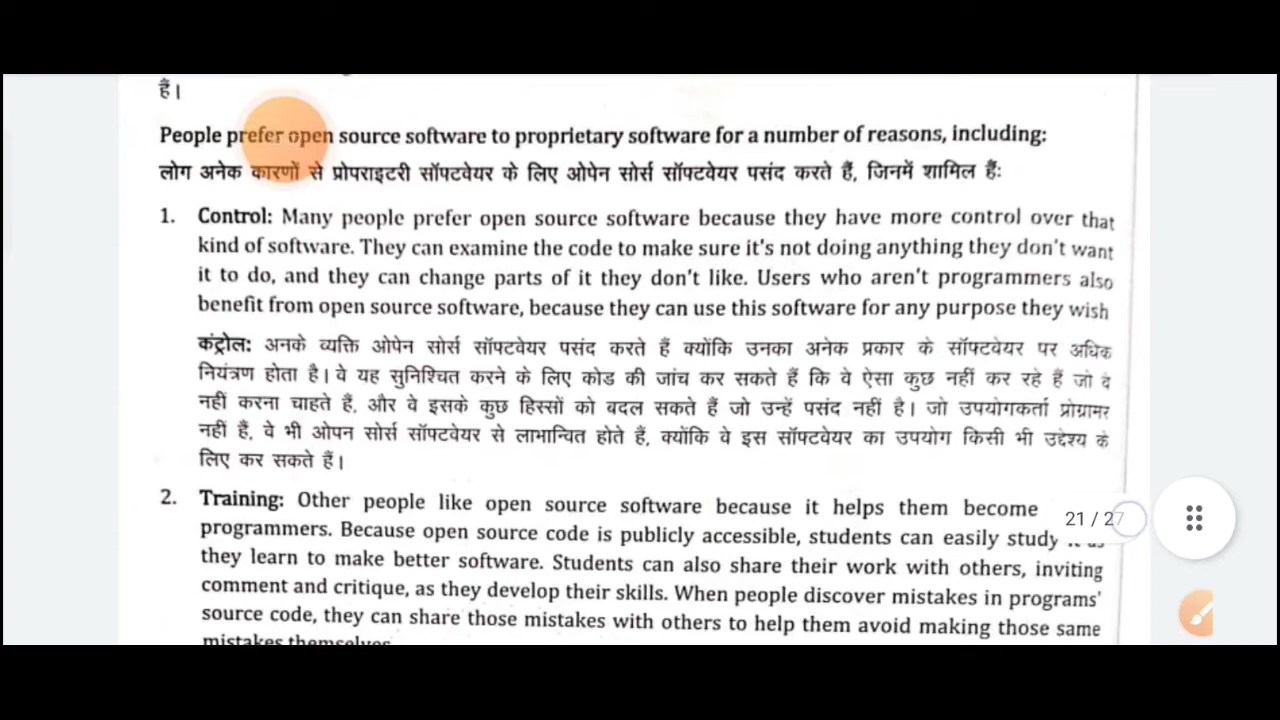 हैं।
People prefer open source software to proprietary software for a number of reasons, including:
लोग अनेक कारणों से प्रोपराइटरी सॉफ्टवेयर के लिए ओपेन सोर्स सॉफ्टवेयर पसंद करते हैं, जिनमें शामिल हैं:
1. Control: Many people prefer open source software because they have more control over that
kind of software. They can examine the code to make sure it's not doing anything they don't want
it to do, and they can change parts of it they don't like. Users who aren't programmers also
benefit from open source software, because they can use this software for any purpose they wish
कंट्रोल: अनके व्यक्ति ओपेन सोर्स सॉफ्टवेयर पसंद करते हैं क्योंकि उनका अनेक प्रकार के सॉफ्टवेयर पर अधिक
नियंत्रण होता है। वे यह सुनिश्चित करने के लिए कोड की जांच कर सकते हैं कि वे ऐसा कुछ नहीं कर रहे हैं जो वे
नहीं करना चाहते हैं, और वे इसके कुछ हिस्सों को बदल सकते हैं जो उन्हें पसंद नहीं है। जो उपयोगकर्ता प्रोग्रामर
नहीं हैं, वे भी ओपन सोर्स सॉफ्टवेयर से लाभान्वित होते हैं, क्योंकि वे इस सॉफ्टवेयर का उपयोग किसी भी उद्देश्य के
लिए कर सकते हैं।
2. Training: Other people like open source software because it helps them become
programmers. Because open source code is publicly accessible, students can easily study
they learn to make better software. Students can also share their work with others, inviting
comment and critique, as they develop their skills. When people discover mistakes in programs'
source code, they can share those mistakes with others to help them avoid making those same
mistakes themselves
21 / 27